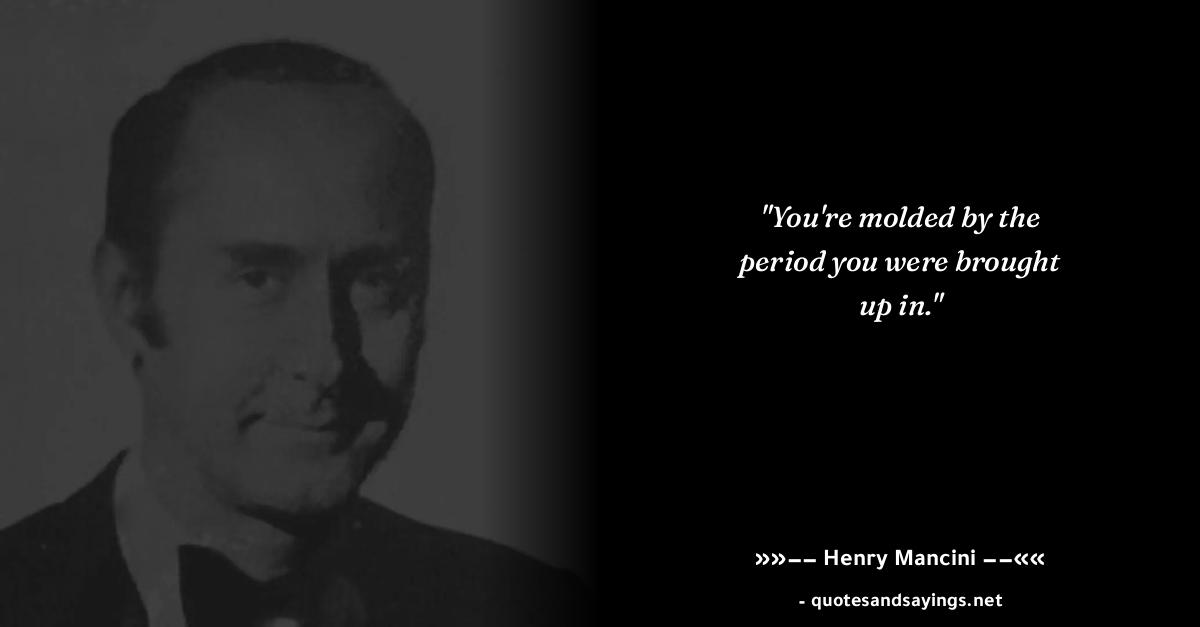 "You're molded by the
period you were brought
up in."
»»–– Henry Mancini ––««
- quotesandsayings.net